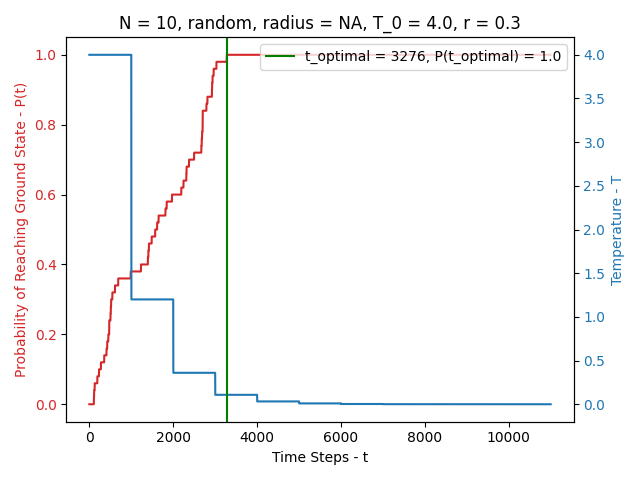 N = 10, random, radius = NA, T_0 = 4.0, r = 0.3
t_optimal = 3276, P(t_optimal) = 1.0
Probability of Reaching Ground State - P(t)
1.0
0.8
0.6
0.4
0.2
0.0
4.0
3.5
3.0
2.5
2.0
1.5
1.0
0.5
0.0
Temperature - T
0 2000 4000 6000 8000 10000
Time Steps - t